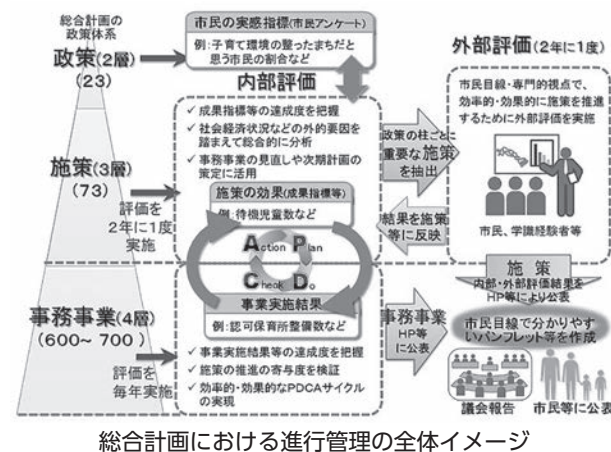 総合計画の
政策体系
政策(2層)
(23)
施策(3層)
(73)
評価を
2年に1度
実施
事務事業(4層)
(600~ 700)
評価を
毎年実施
市民の実感指標(市民アンケート)
例：子育て環境の整ったまちだと
思う市民の割合など
内部評価
✓ 成果指標等の達成度を把握
✓ 社会経済状況などの外的要因を
踏まえて総合的に分析
✓ 事務事業の見直しや次期計画の
策定に活用
施策の効果(成果指標等)
例：待機児童数など
Action Plan
Check Do
事業実施結果
例：認可保育所整備数など
✓ 事業実施結果等の達成度を把握
✓ 施策の推進の寄与度を検証
✓ 効率的・効果的なPDCAサイクル
の実現
政策の柱ごとに
重要な施策
を抽出
結果を施策
等に反映
事務事業
HP等
に公表
外部評価(2年に1度)
市民目線・専門的視点で、
効率的・効果的に施策を推進
するために外部評価を実施
市民、学識経験者等
施策
内部・外部評価結果を
HP等により公表
市民目線で分かりやす
いパンフレット等を作成
議会報告
市民等に公表
総合計画における進行管理の全体イメージ